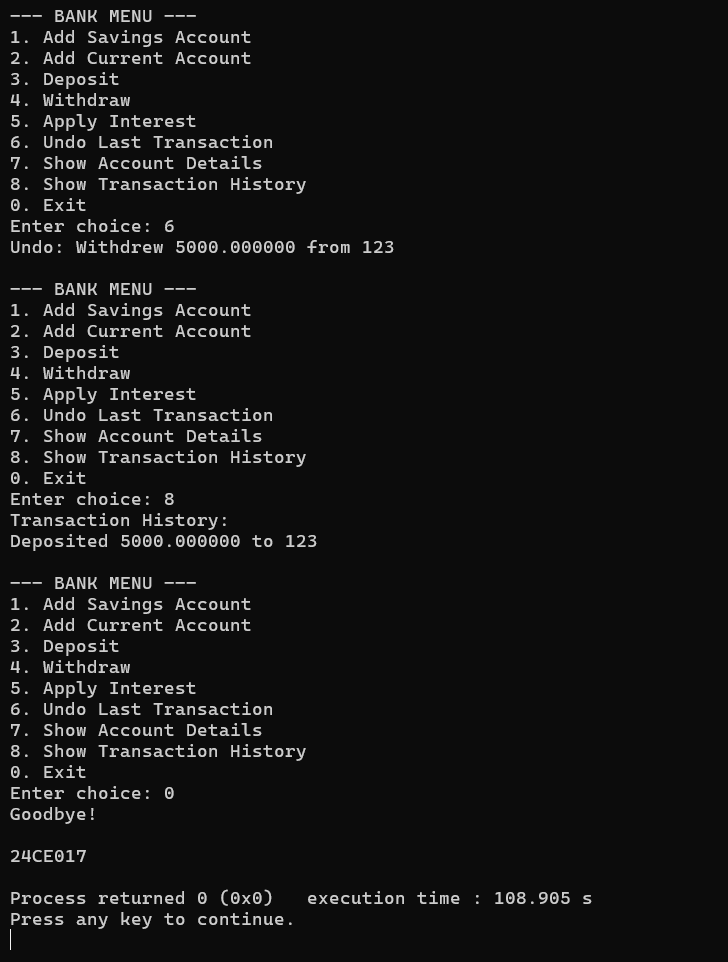 --- BANK MENU ---
1. Add Savings Account
2. Add Current Account
3. Deposit
4. Withdraw
5. Apply Interest
6. Undo Last Transaction
7. Show Account Details
8. Show Transaction History
0. Exit
Enter choice: 6
Undo: Withdrew 5000.000000 from 123

--- BANK MENU ---
1. Add Savings Account
2. Add Current Account
3. Deposit
4. Withdraw
5. Apply Interest
6. Undo Last Transaction
7. Show Account Details
8. Show Transaction History
0. Exit
Enter choice: 8
Transaction History:
Deposited 5000.000000 to 123

--- BANK MENU ---
1. Add Savings Account
2. Add Current Account
3. Deposit
4. Withdraw
5. Apply Interest
6. Undo Last Transaction
7. Show Account Details
8. Show Transaction History
0. Exit
Enter choice: 0
Goodbye!

24CE017

Process returned 0 (0x0)   execution time : 108.905 s
Press any key to continue.